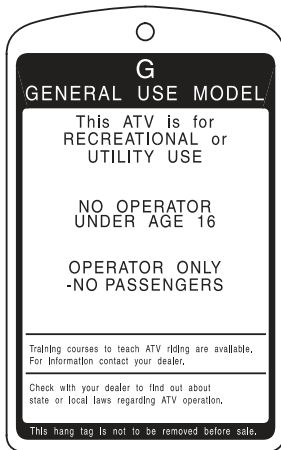 G
GENERAL USE MODEL
This ATV is for
RECREATIONAL or
UTILITY USE
NO OPERATOR
UNDER AGE 16
OPERATOR ONLY
-NO PASSENGERS
Training courses to teach ATV riding are available.
For information contact your dealer.
Check with your dealer to find out about
state or local laws regarding ATV operation.
This hang tag is not to be removed before sale.